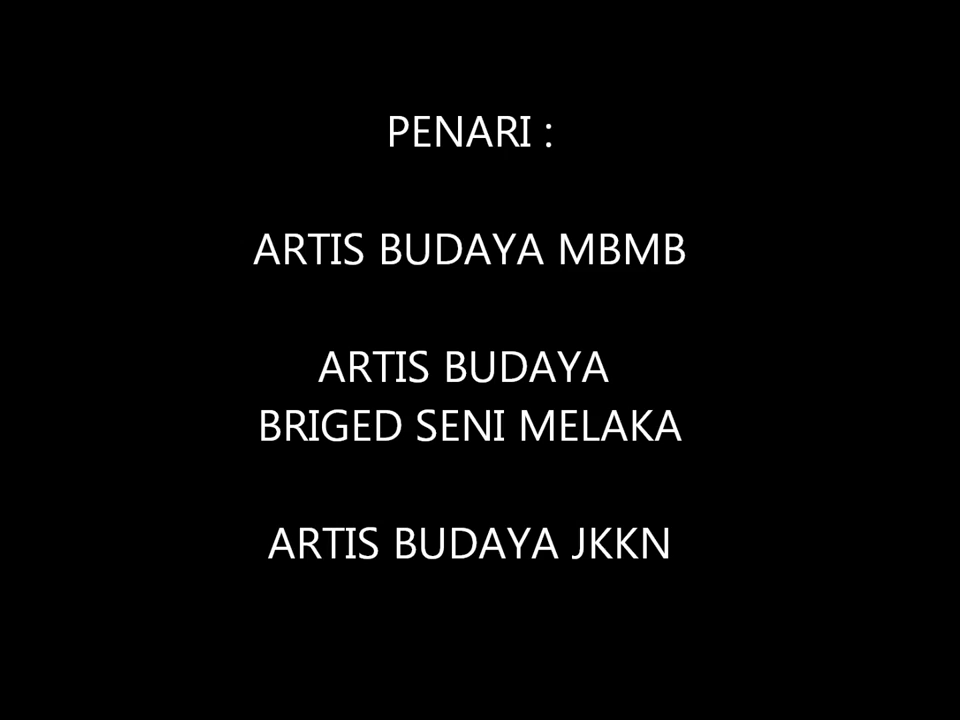 PENARI :
ARTIS BUDAYA MBMB
ARTIS BUDAYA
BRIGED SENI MELAKA
ARTIS BUDAYA JKKN